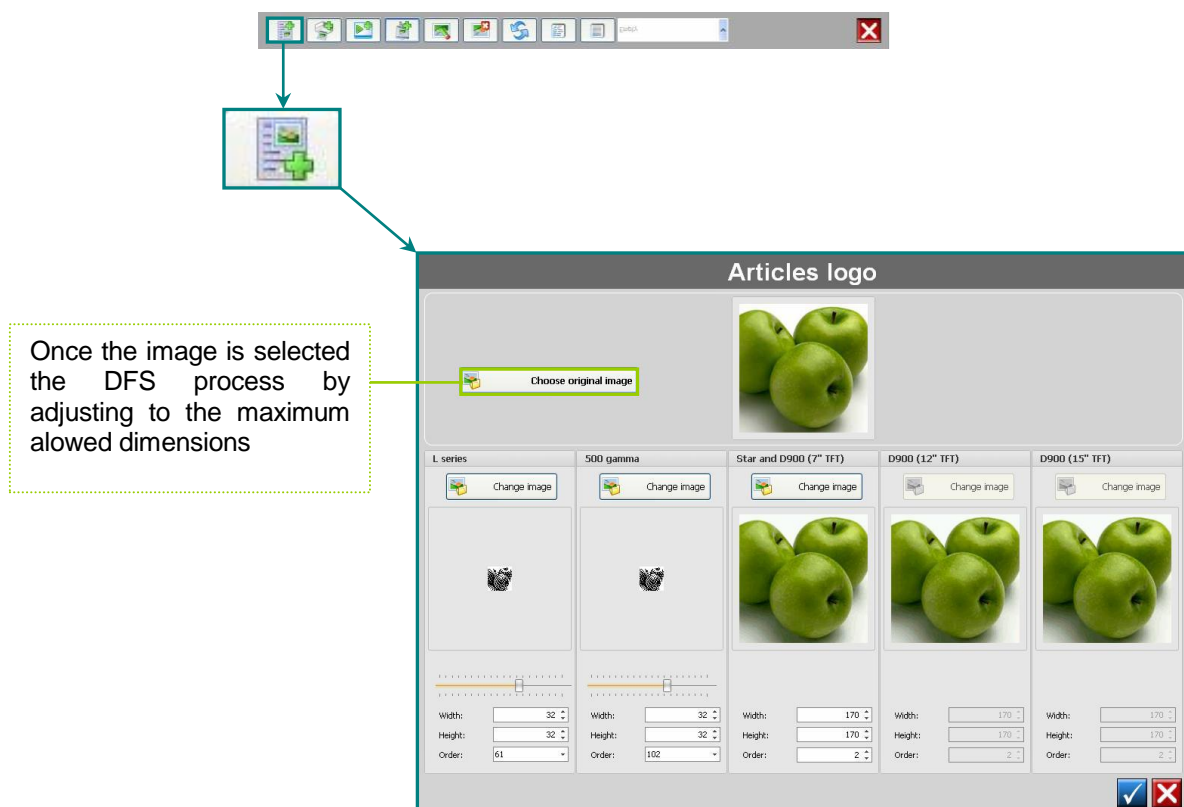 Articles logo
Once the image is selected
the DFS process by
adjusting to the maximum
alowed dimensions
Choose original image
L series
500 gamma
Star and D900 (7" TFT)
D900 (12" TFT)
D900 (15" TFT)
Change image
Change image
Change image
Change image
Change image
Width: 32
Width: 32
Width: 170
Width: 170
Width: 170
Height: 32
Height: 32
Height: 170
Height: 170
Height: 170
Order: 61
Order: 102
Order: 2
Order: 2
Order: 2